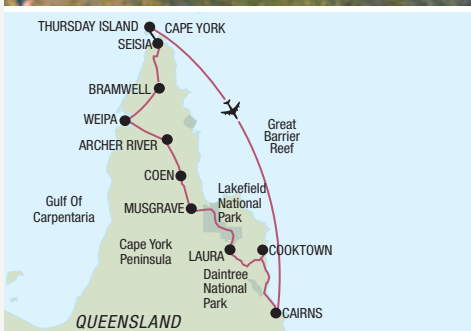 THURSDAY ISLAND
CAPE YORK
SEISIA
BRAMWELL
WEIPA
Great
Barrier
Reef
ARCHER RIVER
COEN
Lakefield
National
Park
Gulf Of
Carpentaria
MUSGRAVE
Cape York
Peninsula
LAURA
COOKTOWN
Daintree
National
Park
CAIRNS
QUEENSLAND